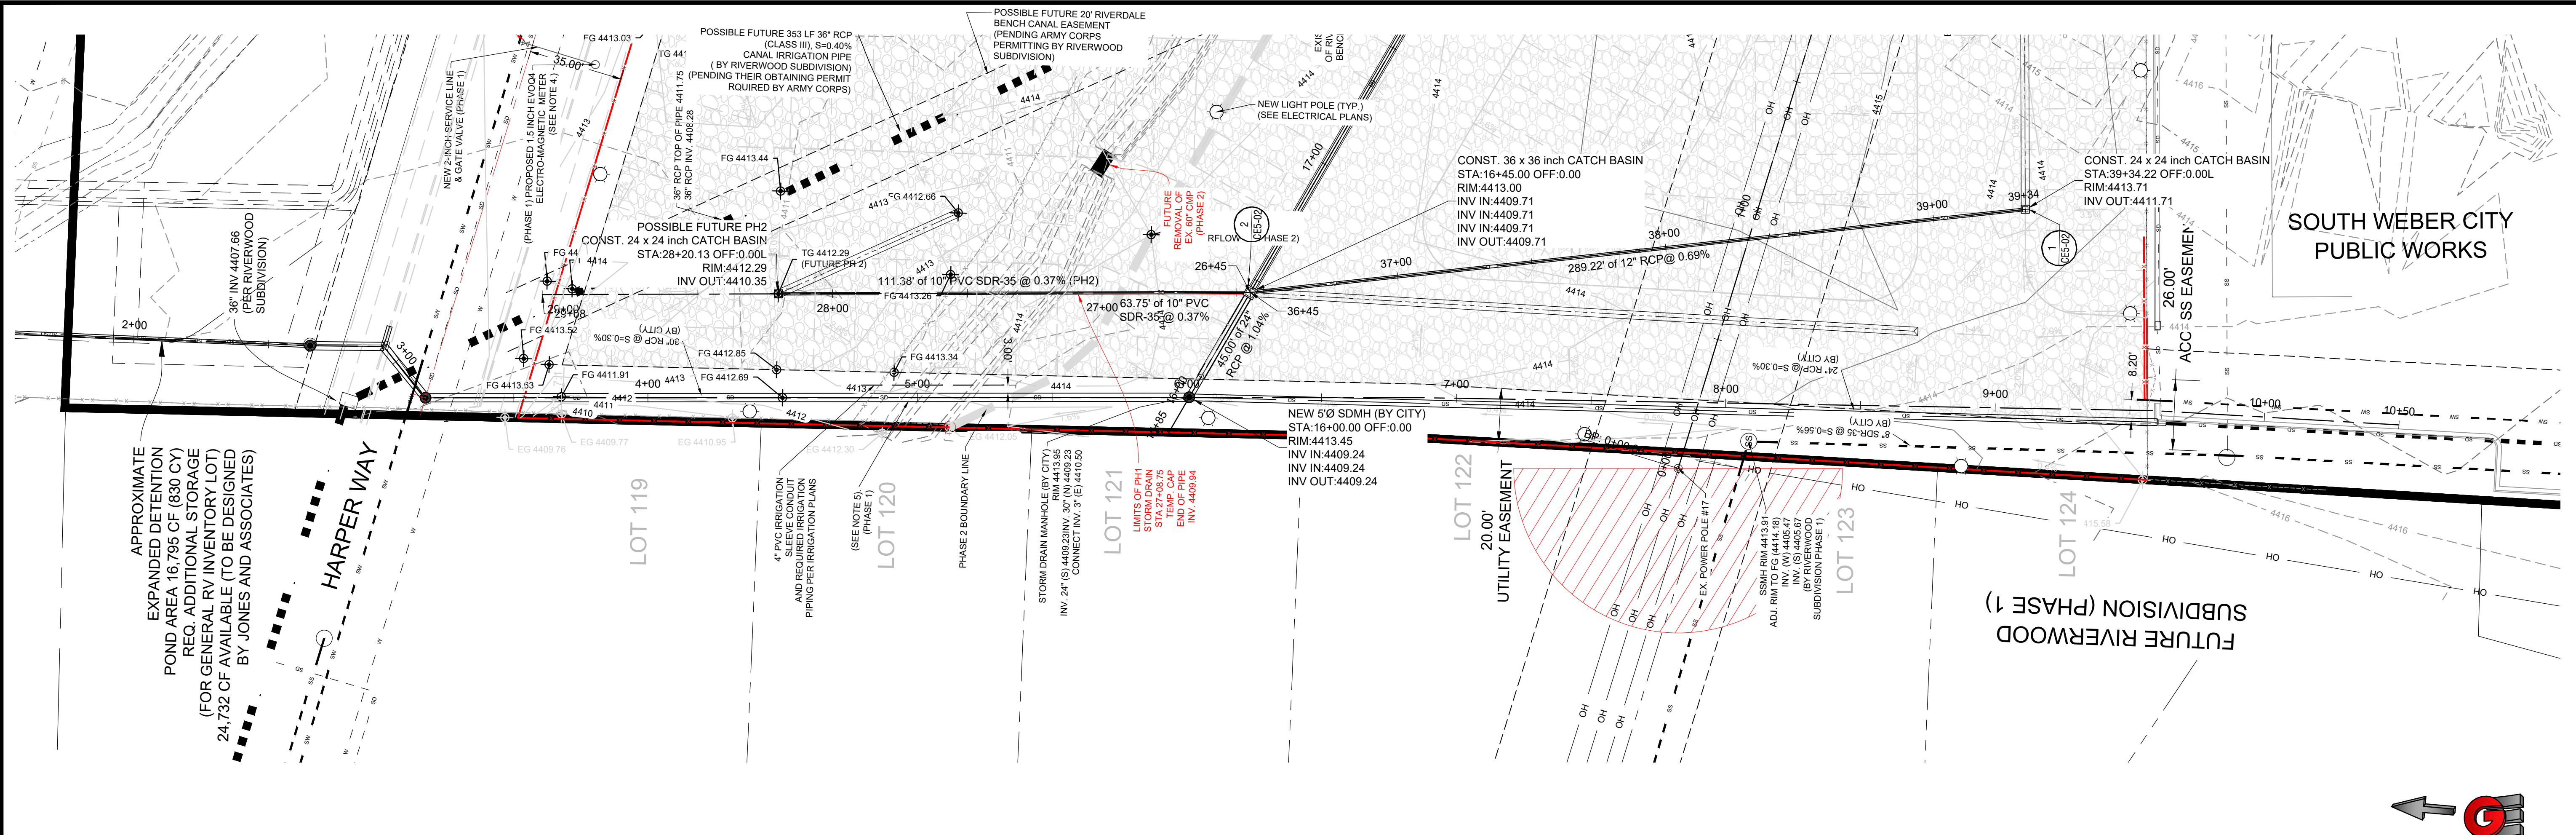 POSSIBLE FUTURE 20' RIVERDALE
BENCH CANAL EASEMENT
(PENDING ARMY CORPS
PERMITTING BY RIVERWOOD
SUBDIVISION)
POSSIBLE FUTURE 353 LF 36" RCP
(CLASS III), S=0.40%
CANAL IRRIGATION PIPE
( BY RIVERWOOD SUBDIVISION)
(PENDING THEIR OBTAINING PERMIT
RQUIRED BY ARMY CORPS)
FG 4413.03
35.00'
NEW 2-INCH SERVICE LINE
& GATE VALVE (PHASE 1)
(PHASE 1) PROPOSED 1.5 INCH EVOQ4
ELECTRO-MAGNETIC METER
(SEE NOTE 4.)
36" RCP TOP OF PIPE 4411.75
36" RCP INV. 4408.28
NEW LIGHT POLE (TYP.)
(SEE ELECTRICAL PLANS)
FG 4413.44
FG 4412.66
POSSIBLE FUTURE PH2
CONST. 24 x 24 inch CATCH BASIN
STA:28+20.13 OFF:0.00L
RIM:4412.29
INV OUT:4410.35
TG 4412.29
(FUTURE PH 2)
FUTURE
REMOVAL OF
EX. 60" CMP
(PHASE 2)
2
CE5-02
CONST. 36 x 36 inch CATCH BASIN
STA:16+45.00 OFF:0.00
RIM:4413.00
INV IN:4409.71
INV IN:4409.71
INV IN:4409.71
INV OUT:4409.71
CONST. 24 x 24 inch CATCH BASIN
STA:39+34.22 OFF:0.00L
RIM:4413.71
INV OUT:4411.71
1
CE5-02
SOUTH WEBER CITY
PUBLIC WORKS
17+00
26+45
36+45
37+00
38+00
39+00
39+34
289.22' of 12" RCP@ 0.69%
111.38' of 10" PVC SDR-35 @ 0.37% (PH2)
FG 4413.26
27+00
28+00
63.75' of 10" PVC
SDR-35 @ 0.37%
45.00' of 24"
RCP @ 1.04%
36" INV 4407.66
(PER RIVERWOOD
SUBDIVISION)
2+00
3+00
4+00
5+00
7+00
8+00
9+00
10+00
10+50
FG 4413.52
FG 4413.63
FG 4411.91
FG 4412.85
FG 4412.69
FG 4413.34
30" RCP @ S=0.30%
(BY CITY)
3.00'
24" RCP @ S=0.30%
(BY CITY)
8" SDR-35 @ S=0.56%
(BY CITY)
26.00'
8.20'
EG 4409.76
EG 4409.77
EG 4410.95
EG 4412.30
EG 4412.05
NEW 5'Ø SDMH (BY CITY)
STA:16+00.00 OFF:0.00
RIM:4413.45
INV IN:4409.24
INV IN:4409.24
INV OUT:4409.24
APPROXIMATE
EXPANDED DETENTION
POND AREA 16,795 CF (830 CY)
REQ. ADDITIONAL STORAGE
(FOR GENERAL RV INVENTORY LOT)
24,732 CF AVAILABLE (TO BE DESIGNED
BY JONES AND ASSOCIATES)
HARPER WAY
LOT 119
4" PVC IRRIGATION
SLEEVE CONDUIT
AND REQUIRED IRRIGATION
PIPING PER IRRIGATION PLANS
(SEE NOTE 5).
(PHASE 1)
LOT 120
PHASE 2 BOUNDARY LINE
STORM DRAIN MANHOLE (BY CITY)
RIM 4413.95
INV. 24" (S) 4409.23INV. 30" (N) 4409.23
CONNECT INV. 3" (E) 4410.50
LOT 121
LIMITS OF PH1
STORM DRAIN
STA 27+08.75
TEMP. CAP
END OF PIPE
INV. 4409.94
LOT 122
20.00'
UTILITY EASEMENT
EX. POWER POLE #17
SSMH RIM 4413.91
ADJ. RIM TO FG (4414.18)
INV. (W) 4405.47
INV. (S) 4405.67
(BY RIVERWOOD
SUBDIVISION PHASE 1)
LOT 123
LOT 124
FUTURE RIVERWOOD
SUBDIVISION (PHASE 1)